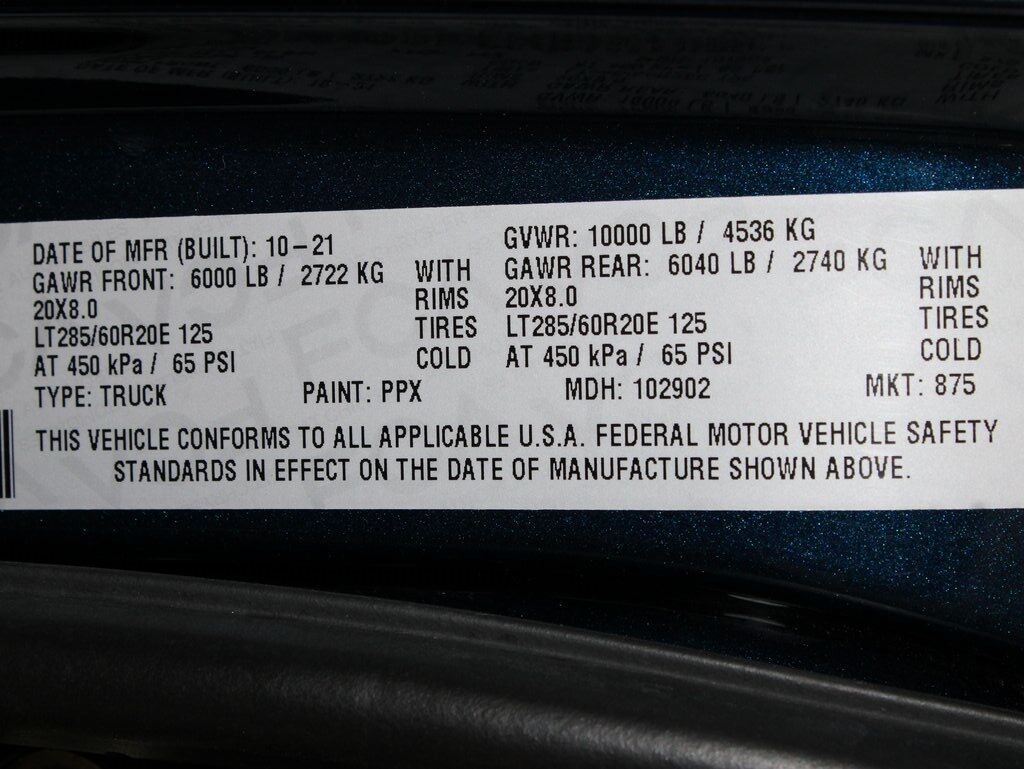 DATE OF MFR (BUILT): 10-21 GVWR: 10000 LB / 4536 KG
GAWR FRONT: 6000 LB / 2722 KG WITH GAWR REAR: 6040 LB / 2740 KG WITH
20X8.0 RIMS 20X8.0 RIMS
LT285/60R20E 125 TIRES LT285/60R20E 125 TIRES
AT 450 kPa / 65 PSI COLD AT 450 kPa / 65 PSI COLD
TYPE: TRUCK PAINT: PPX MDH: 102902 MKT: 875
THIS VEHICLE CONFORMS TO ALL APPLICABLE U.S.A. FEDERAL MOTOR VEHICLE SAFETY
STANDARDS IN EFFECT ON THE DATE OF MANUFACTURE SHOWN ABOVE.